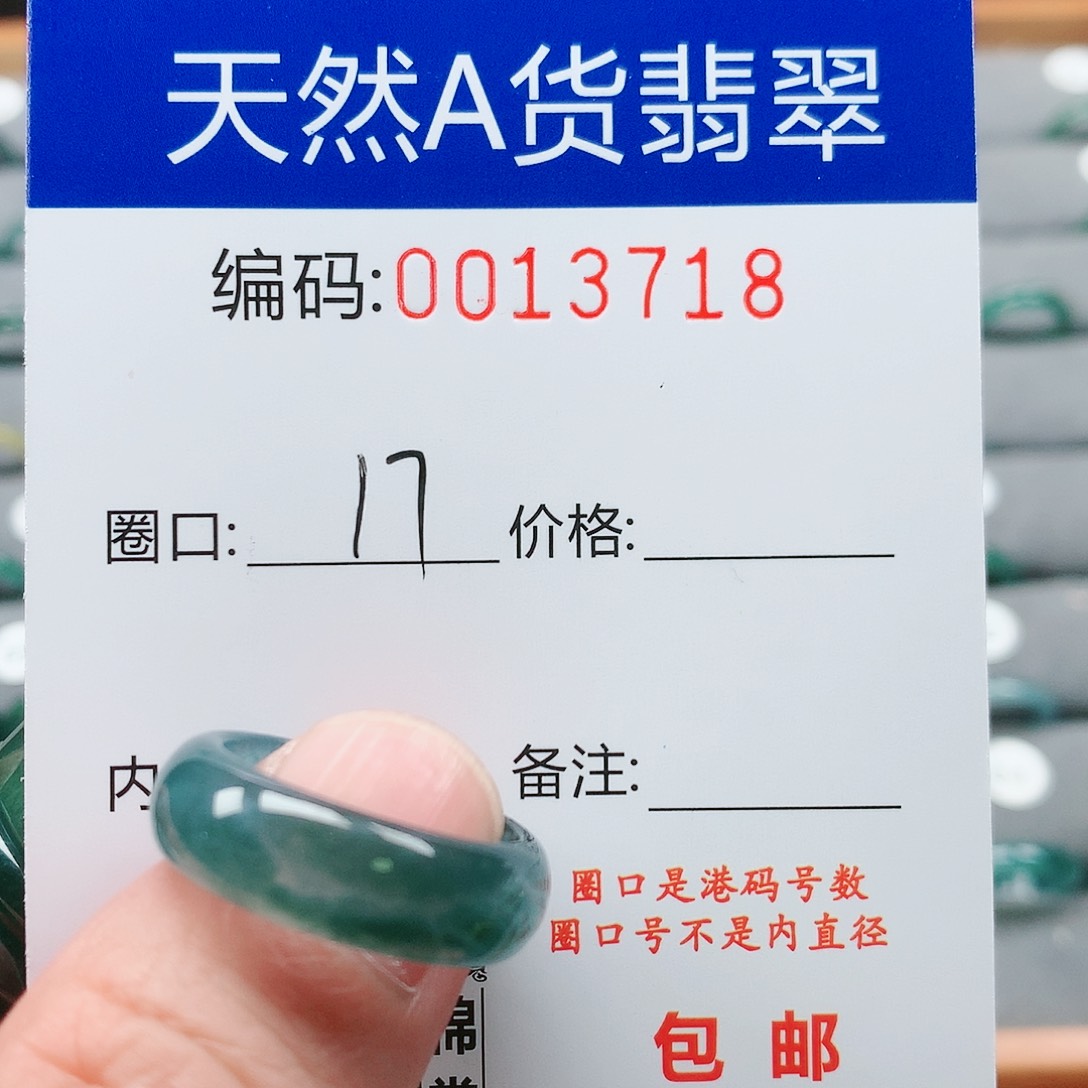 天然A货翡翠
编码:0013718
圈口: 17 价格:
内 备注:
圈口是港码号数
圈口号不是内直径
棉
包 邮